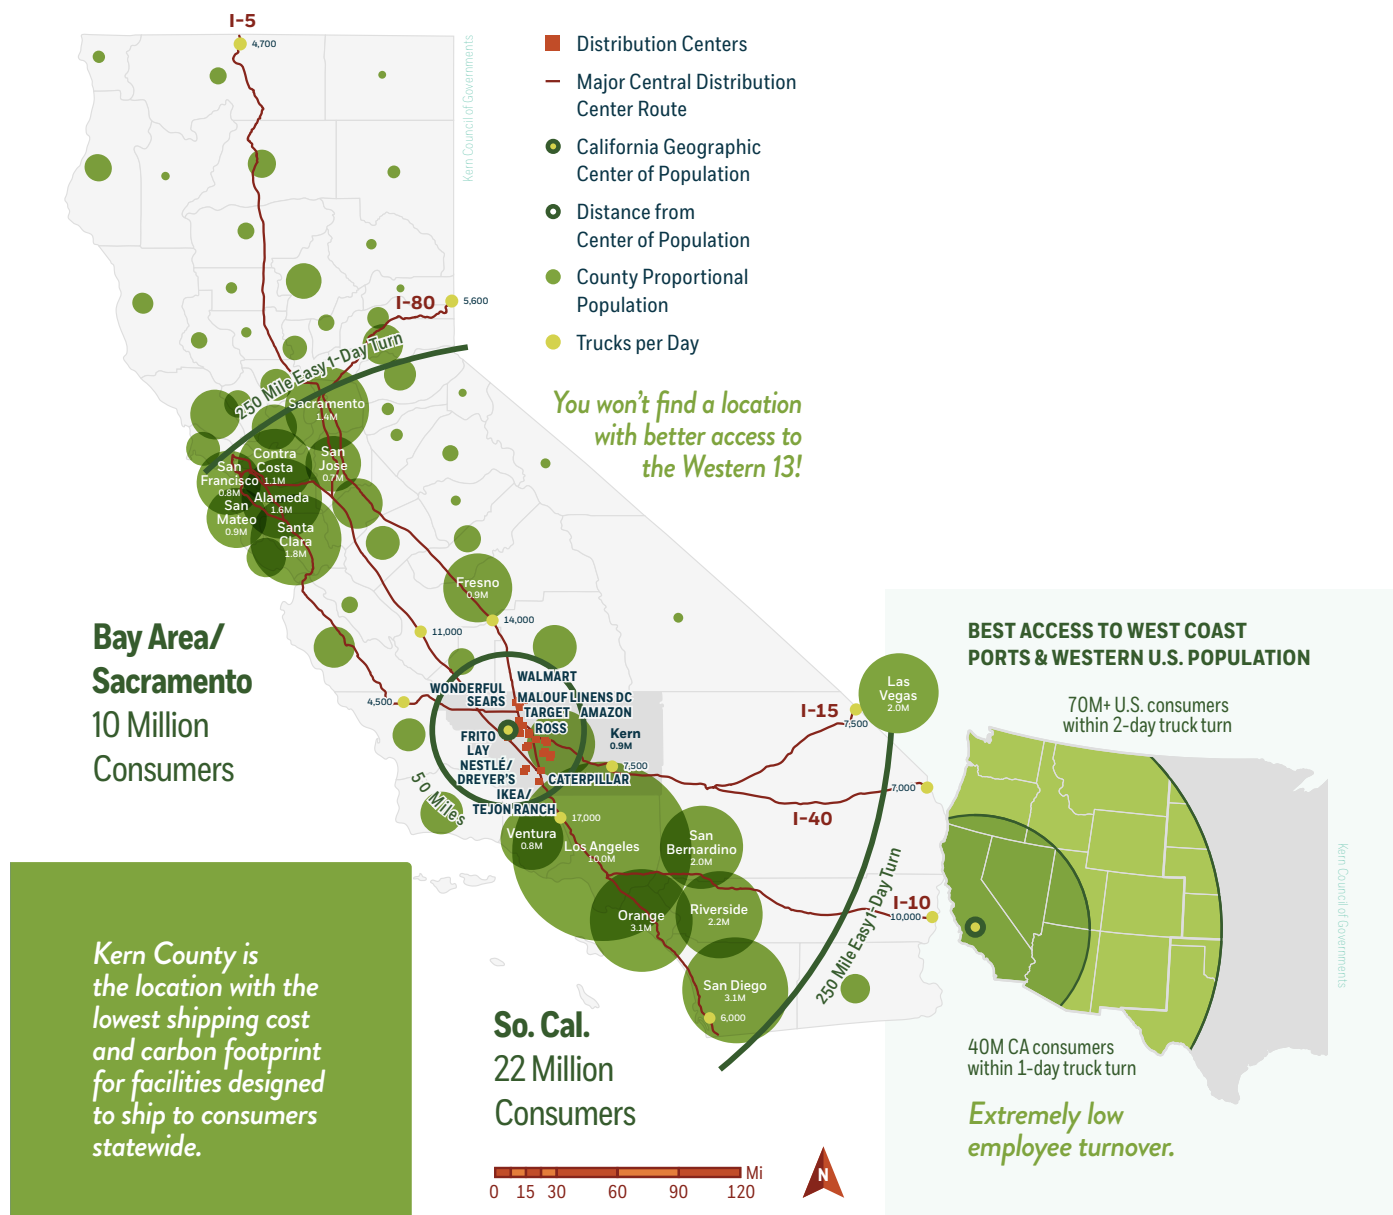 I-5
4,700
Kern Council of Governments
Distribution Centers
Major Central Distribution
Center Route
California Geographic
Center of Population
Distance from
Center of Population
County Proportional
Population
Trucks per Day
You won't find a location
with better access to
the Western 13!
I-80
5,600
250 Mile Easy 1-Day Turn
Sacramento
1.4M
Contra
Costa
1.1M
San
Jose
0.7M
San
Francisco
0.8M
Alameda
1.6M
San
Mateo
0.9M
Santa
Clara
1.8M
Fresno
0.9M
14,000
11,000
4,500
Bay Area/
Sacramento
10 Million
Consumers
WALMART
WONDERFUL
SEARS
MALOUF LINENS DC
TARGET
AMAZON
ROSS
FRITO
LAY
NESTLÉ/
DREYER'S
CATERPILLAR
IKEA/
TEJON RANCH
Kern
0.9M
7,500
50 Miles
17,000
Ventura
0.8M
Los Angeles
10.0M
San
Bernardino
2.0M
Orange
3.1M
Riverside
2.2M
San Diego
3.1M
6,000
Las
Vegas
2.0M
I-15
7,500
7,000
I-40
I-10
10,000
250 Mile Easy 1-Day Turn
BEST ACCESS TO WEST COAST
PORTS & WESTERN U.S. POPULATION
70M+ U.S. consumers
within 2-day truck turn
Kern Council of Governments
40M CA consumers
within 1-day truck turn
Extremely low
employee turnover.
Kern County is
the location with the
lowest shipping cost
and carbon footprint
for facilities designed
to ship to consumers
statewide.
So. Cal.
22 Million
Consumers
Mi
0 15 30 60 90 120
N